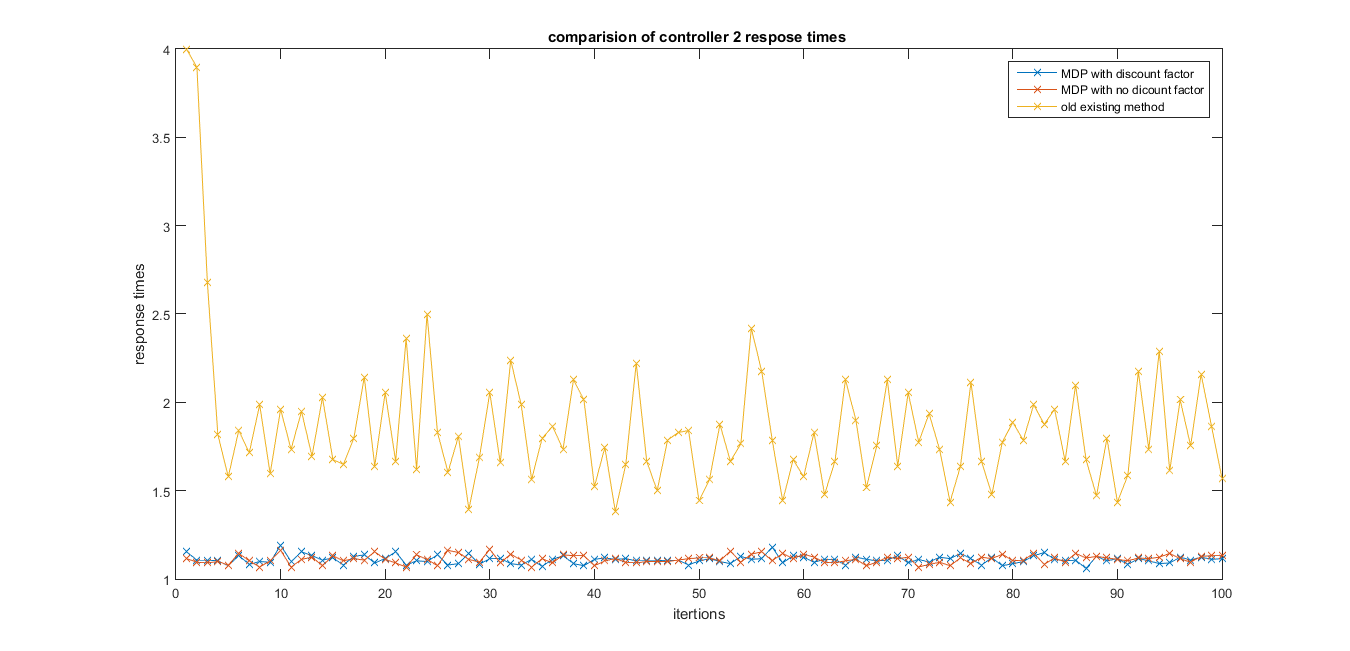 comparision of controller 2 respose times
MDP with discount factor
MDP with no dicount factor
old existing method
response times
4
3.5
3
2.5
2
1.5
1
0 10 20 30 40 50 60 70 80 90 100
itertions